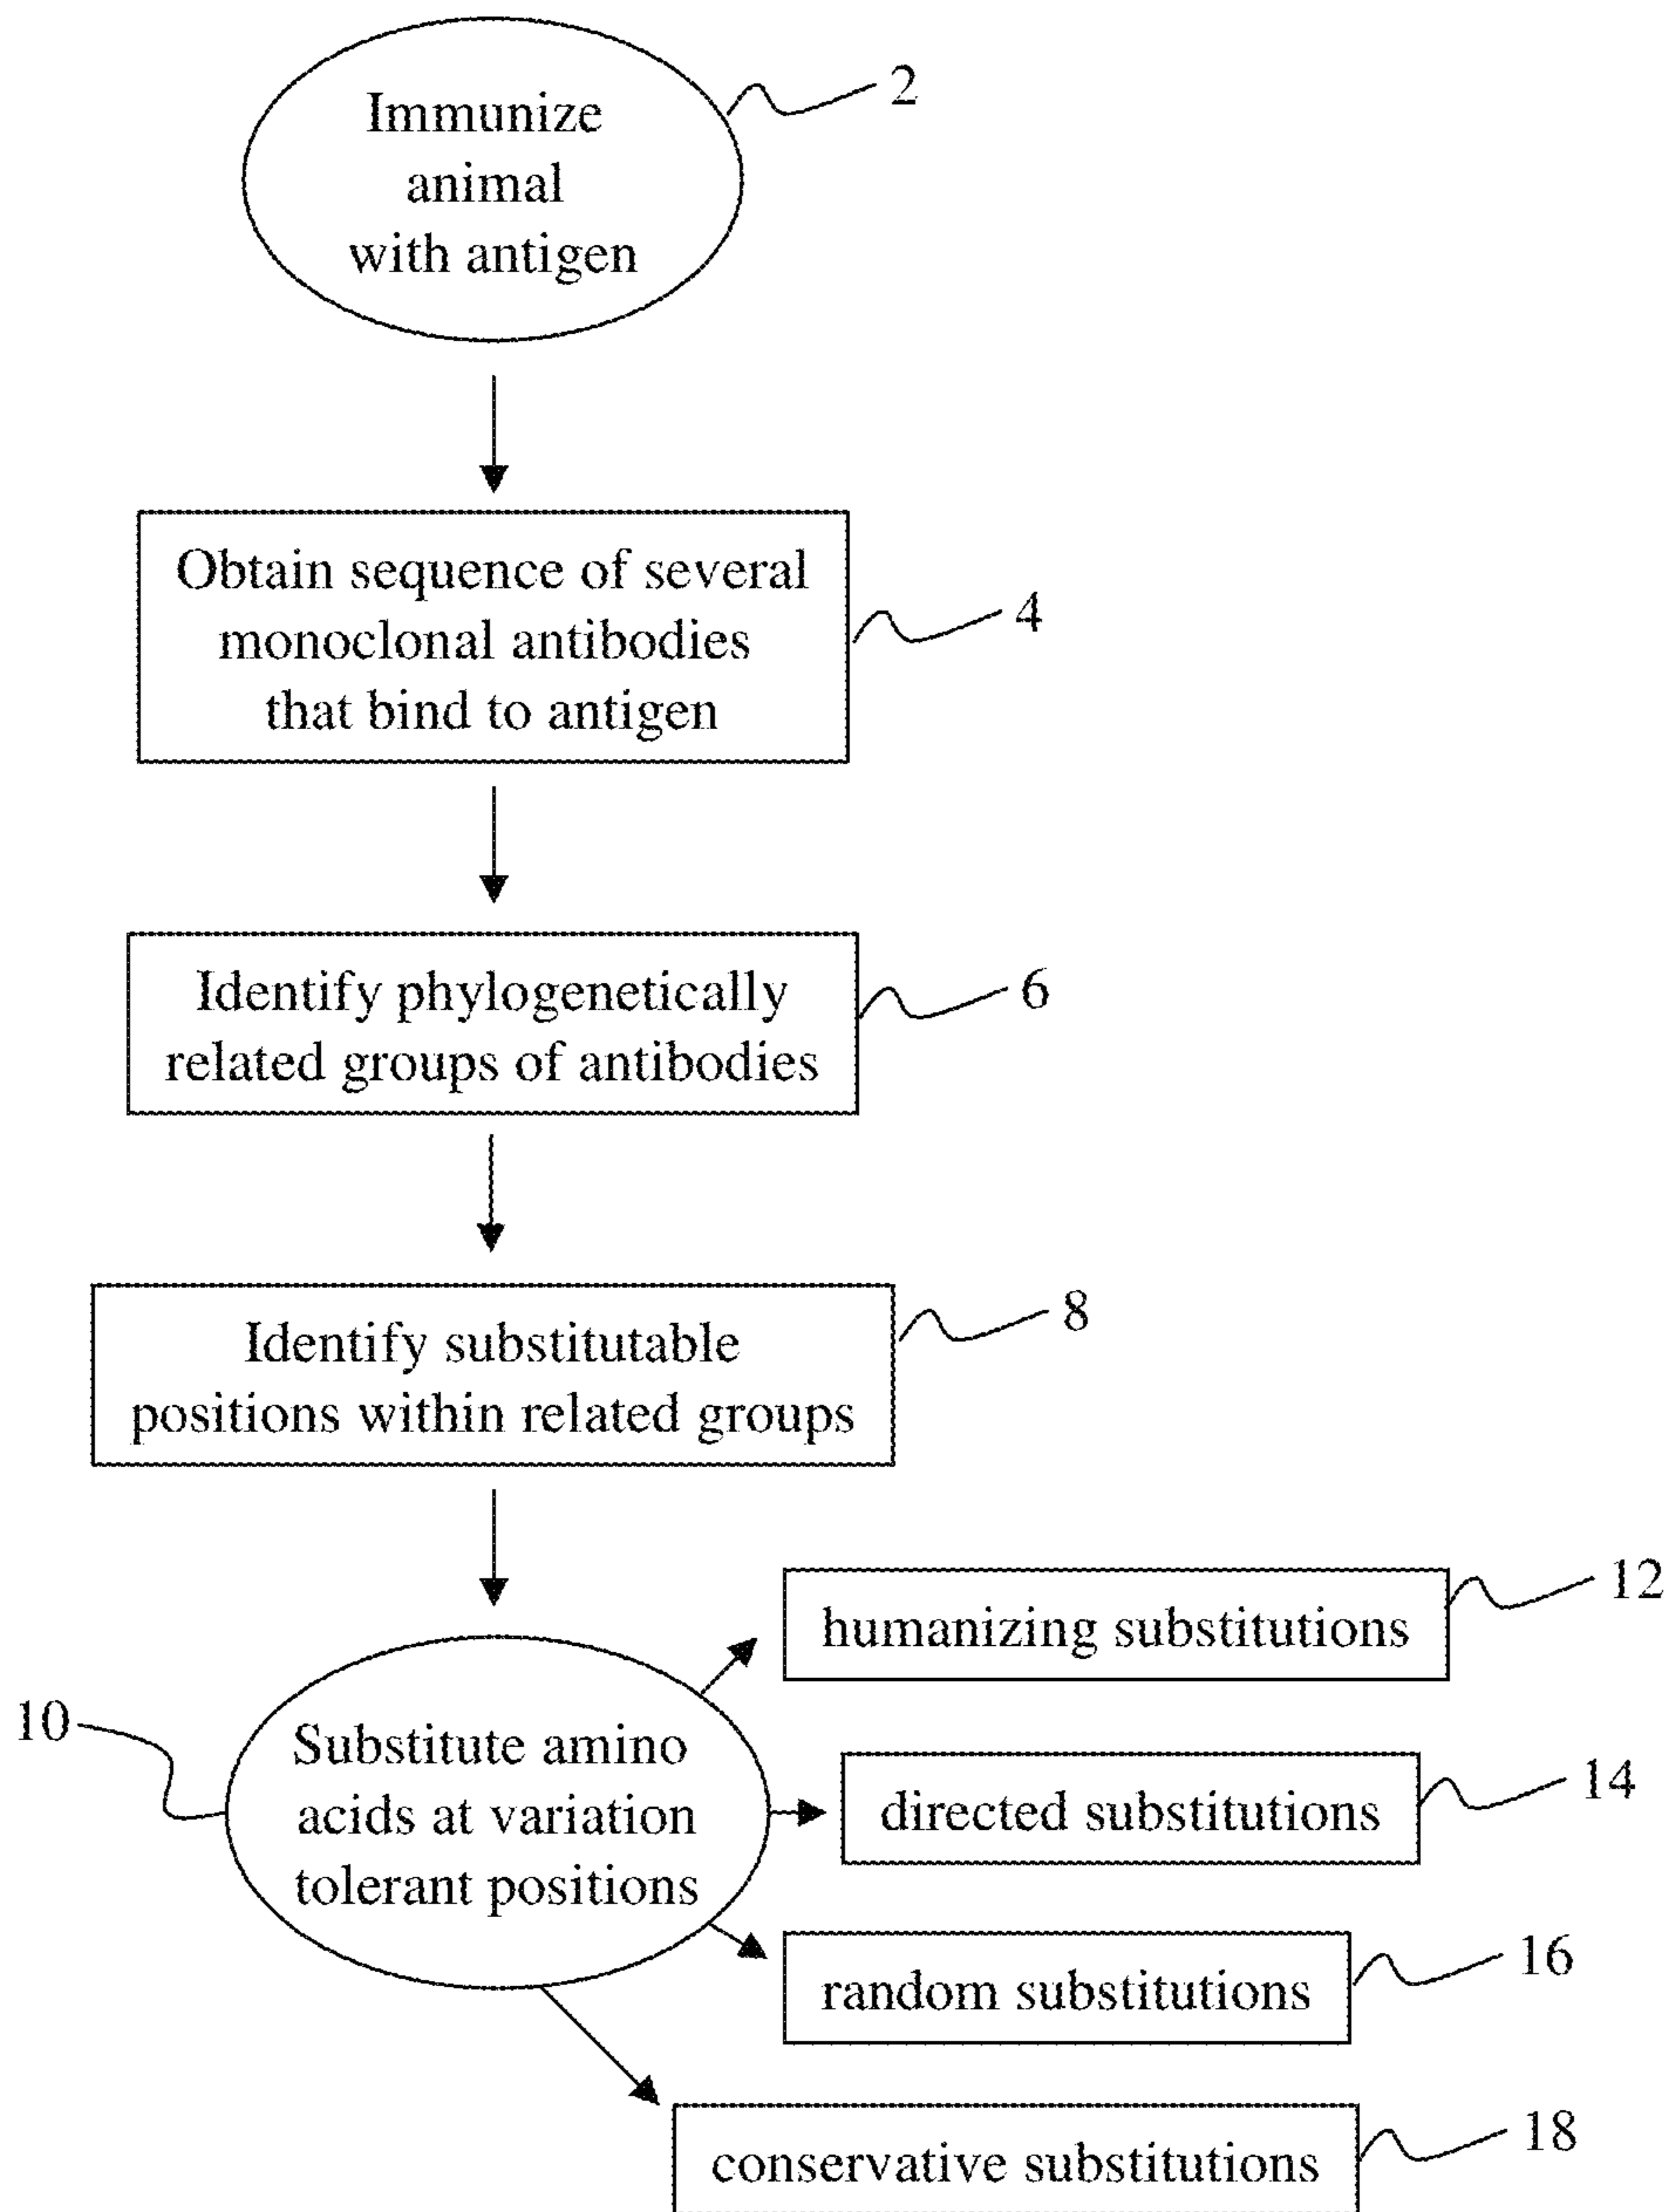 Immunize
animal
with antigen
2
Obtain sequence of several
monoclonal antibodies
that bind to antigen
4
Identify phylogenetically
related groups of antibodies
6
Identify substitutable
positions within related groups
8
10
Substitute amino
acids at variation
tolerant positions
humanizing substitutions
12
directed substitutions
14
random substitutions
16
conservative substitutions
18